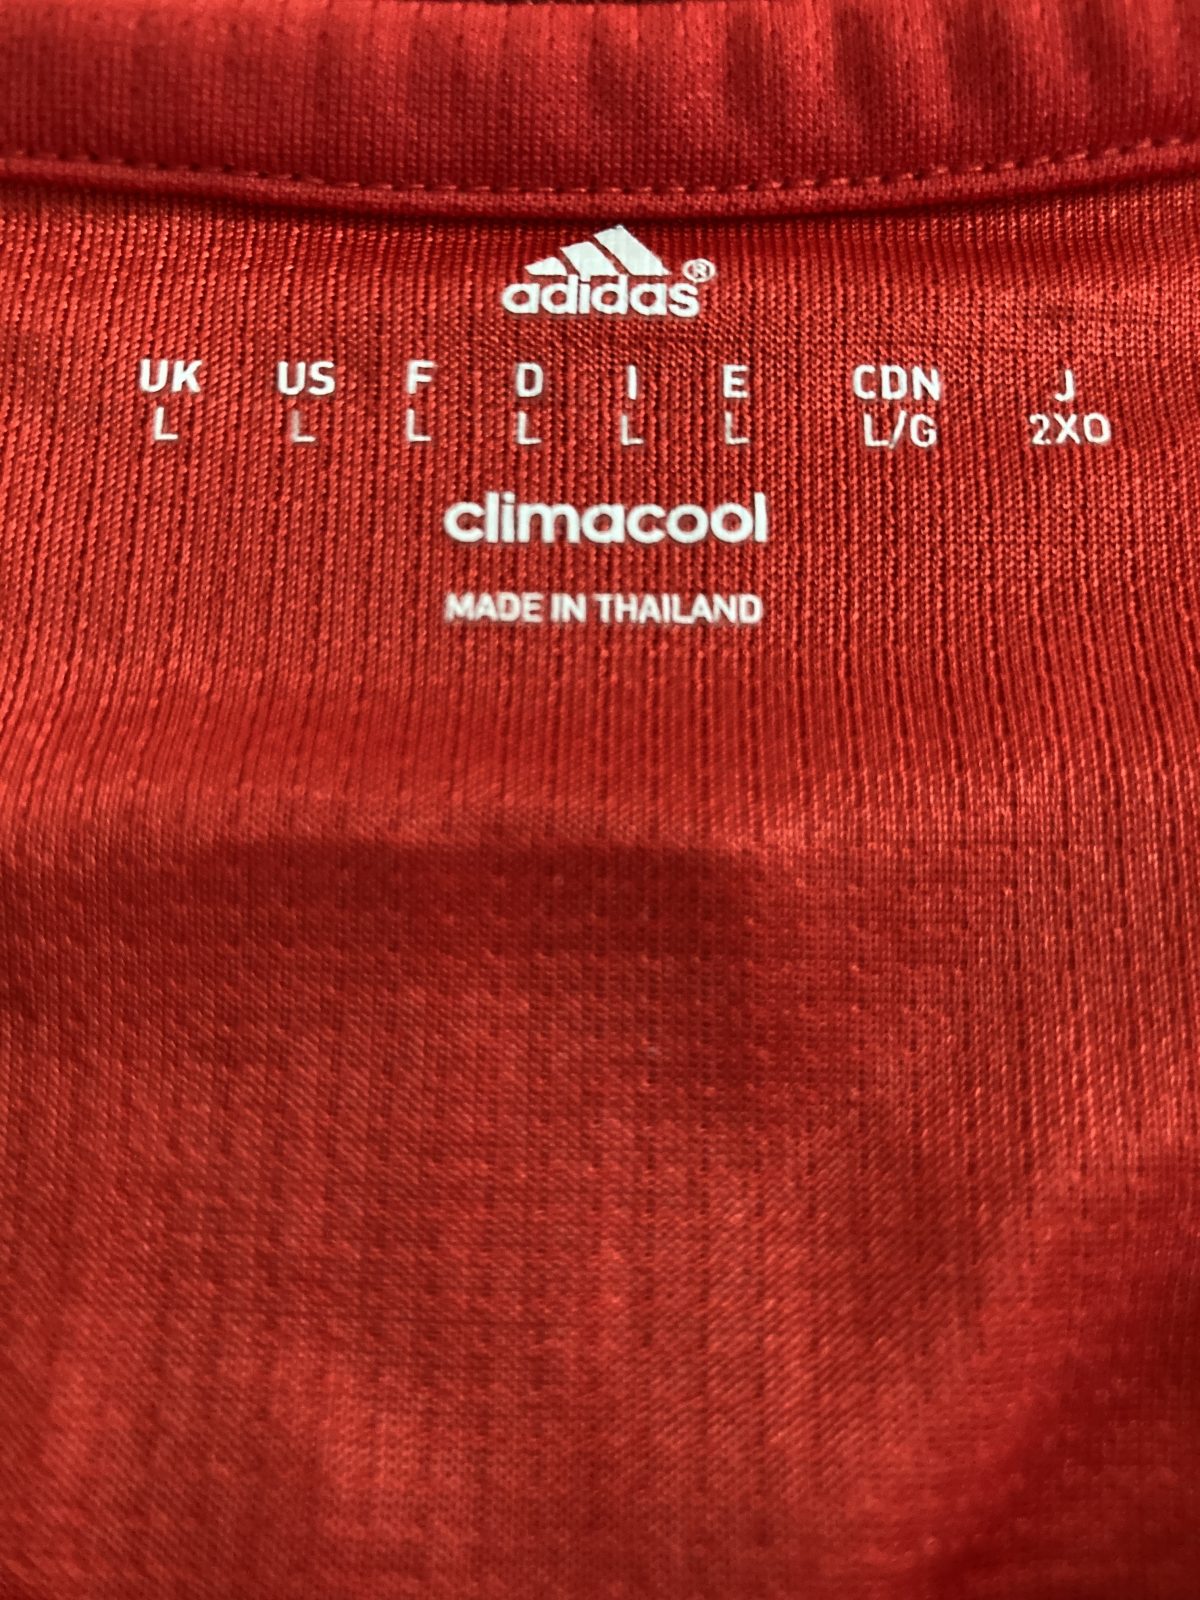 adidas®
UK US F D I E CDN J
L L L L L L L/G 2XO
climacool
MADE IN THAILAND